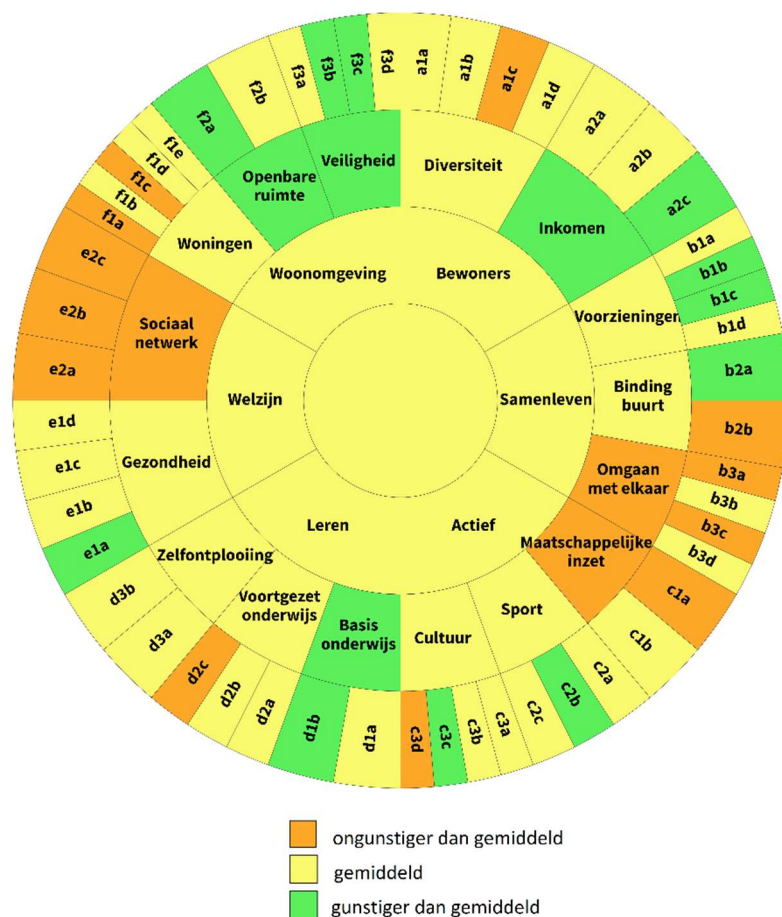 a1a
a1b
a1c
a1d
a2a
a2b
a2c
b1a
b1b
b1c
b1d
b2a
b2b
b3a
b3b
b3c
b3d
c1a
c1b
c2a
c2b
c2c
c3a
c3b
c3c
c3d
d1a
d1b
d2a
d2b
d2c
d3a
d3b
e1a
e1b
e1c
e1d
e2a
e2b
e2c
f1a
f1b
f1c
f1d
f1e
f2a
f2b
f3a
f3b
f3c
f3d
Diversiteit
Inkomen
Voorzieningen
Binding
buurt
Omgaan
met elkaar
Maatschappelijke
inzet
Sport
Cultuur
Basis
onderwijs
Voortgezet
onderwijs
Zelfontplooiing
Gezondheid
Sociaal
netwerk
Woningen
Openbare
ruimte
Veiligheid
Bewoners
Samenleven
Actief
Leren
Welzijn
Woonomgeving
ongunstiger dan gemiddeld
gemiddeld
gunstiger dan gemiddeld